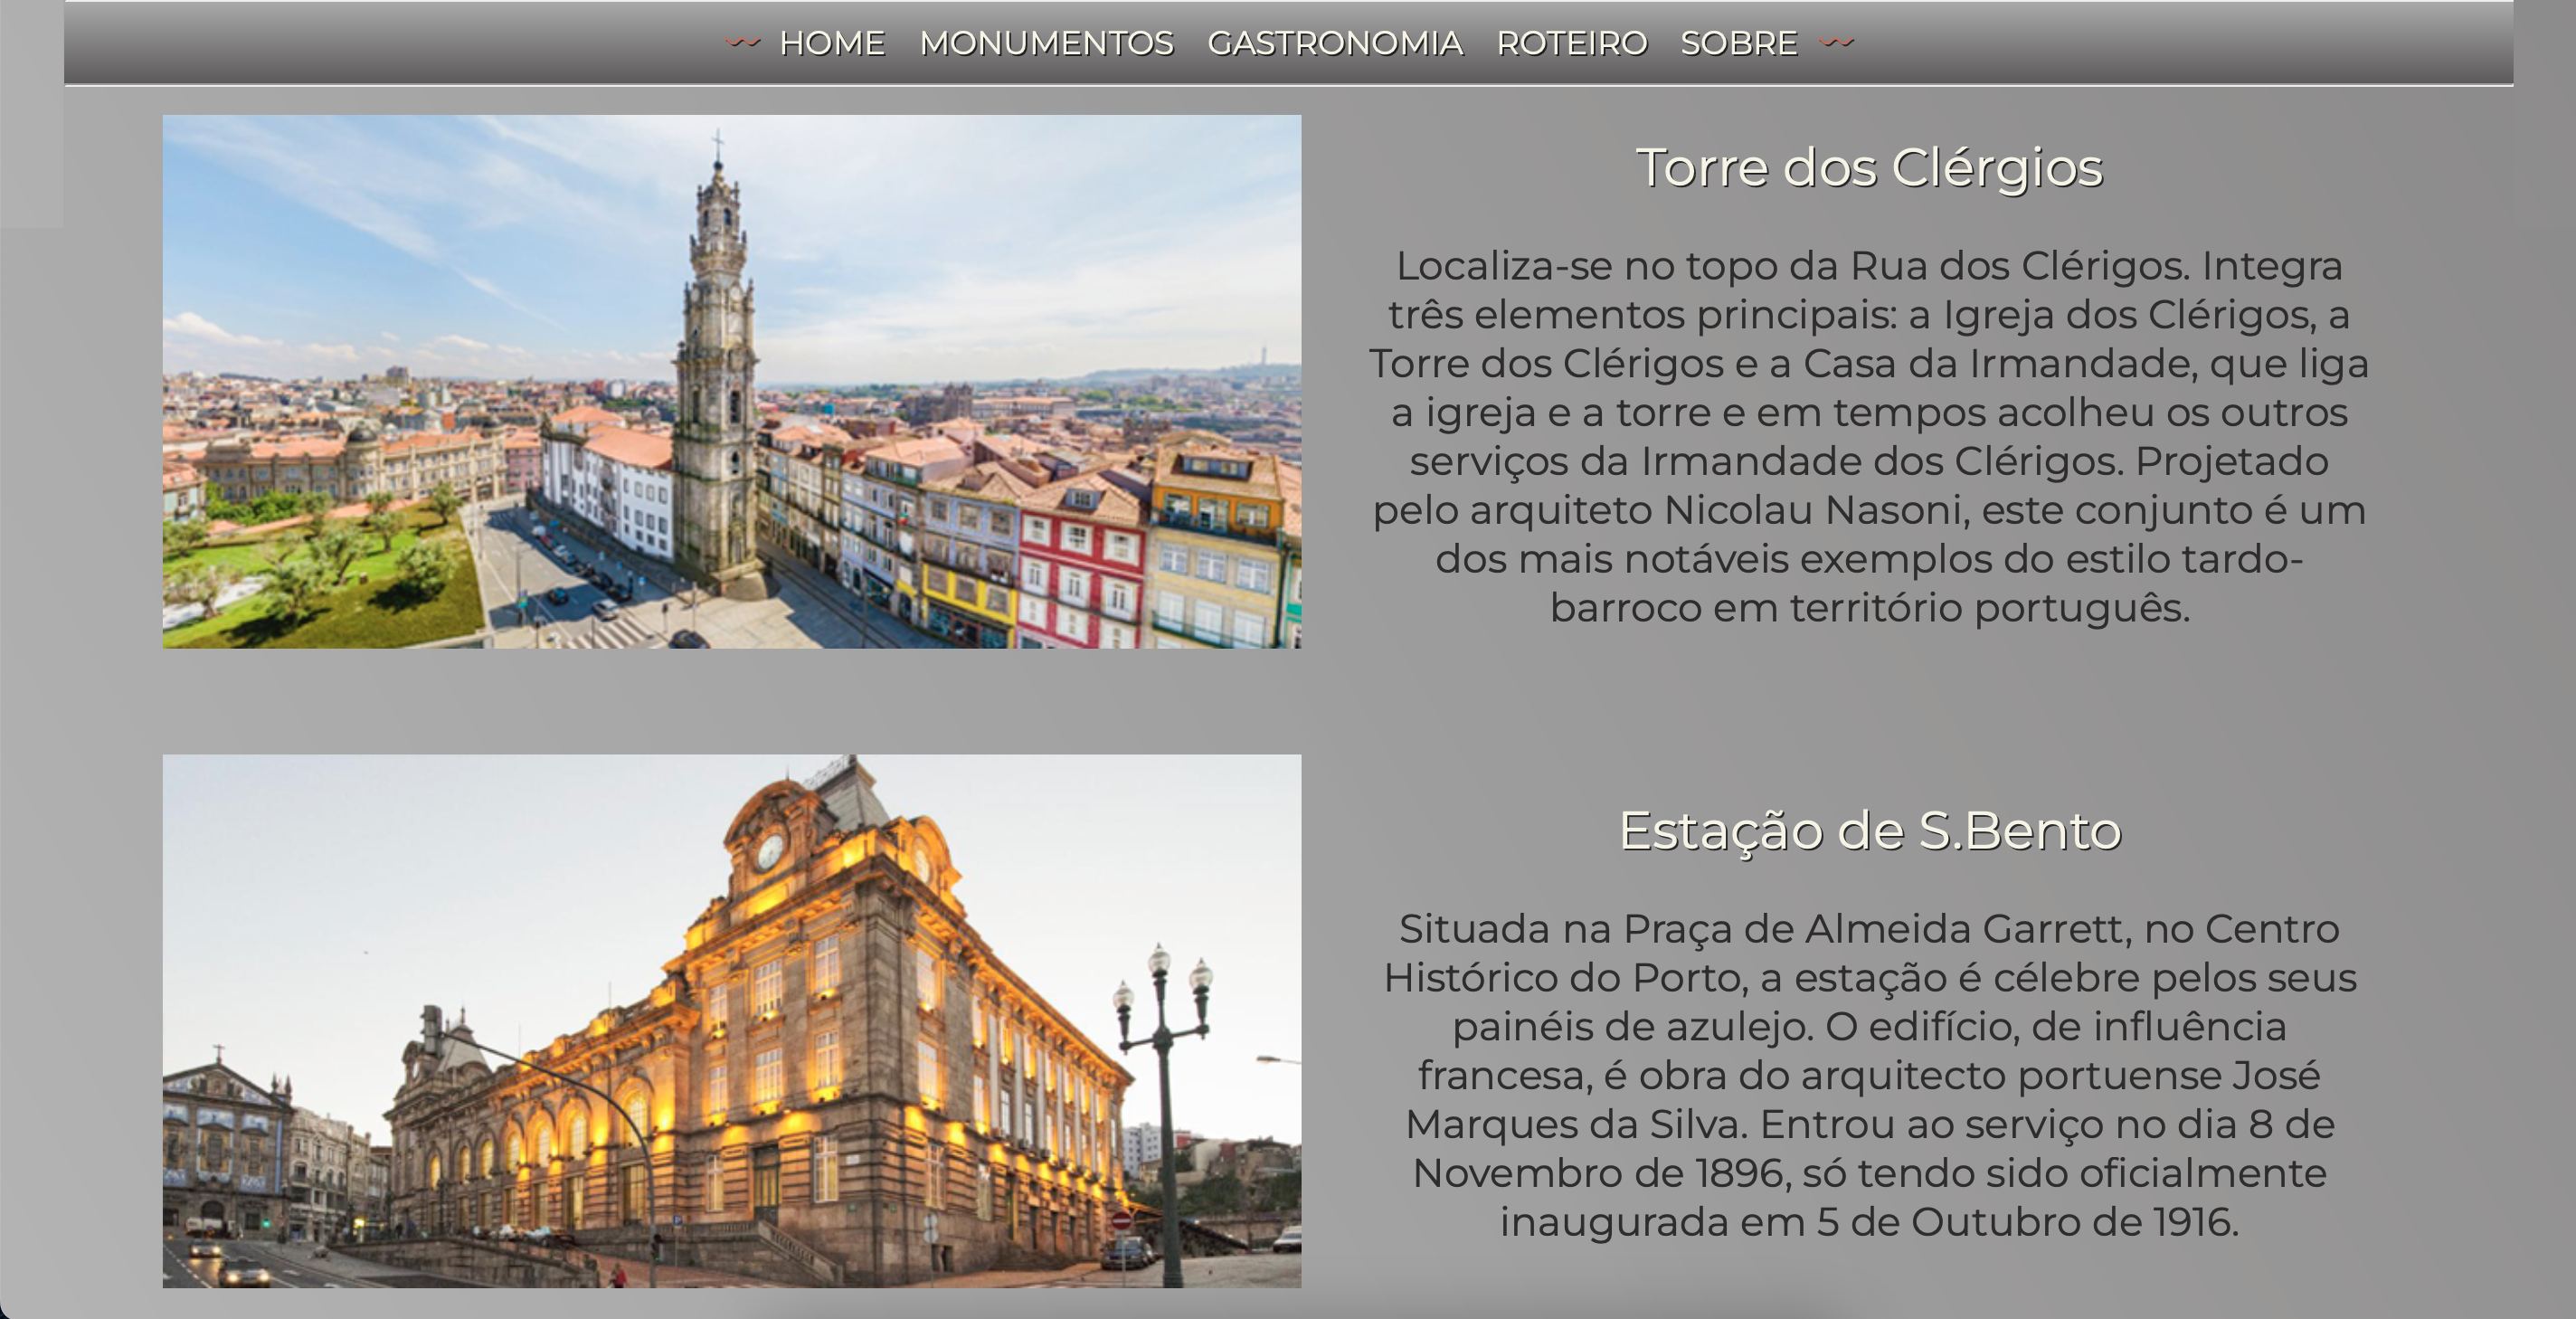 HOME MONUMENTOS GASTRONOMIA ROTEIRO SOBRE
Torre dos Clérgios
Localiza-se no topo da Rua dos Clérigos. Integra
três elementos principais: a Igreja dos Clérigos, a
Torre dos Clérigos e a Casa da Irmandade, que liga
a igreja e a torre e em tempos acolheu os outros
serviços da Irmandade dos Clérigos. Projetado
pelo arquiteto Nicolau Nasoni, este conjunto é um
dos mais notáveis exemplos do estilo tardo-
barroco em território português.
Estação de S.Bento
Situada na Praça de Almeida Garrett, no Centro
Histórico do Porto, a estação é célebre pelos seus
painéis de azulejo. O edifício, de influência
francesa, é obra do arquitecto portuense José
Marques da Silva. Entrou ao serviço no dia 8 de
Novembro de 1896, só tendo sido oficialmente
inaugurada em 5 de Outubro de 1916.